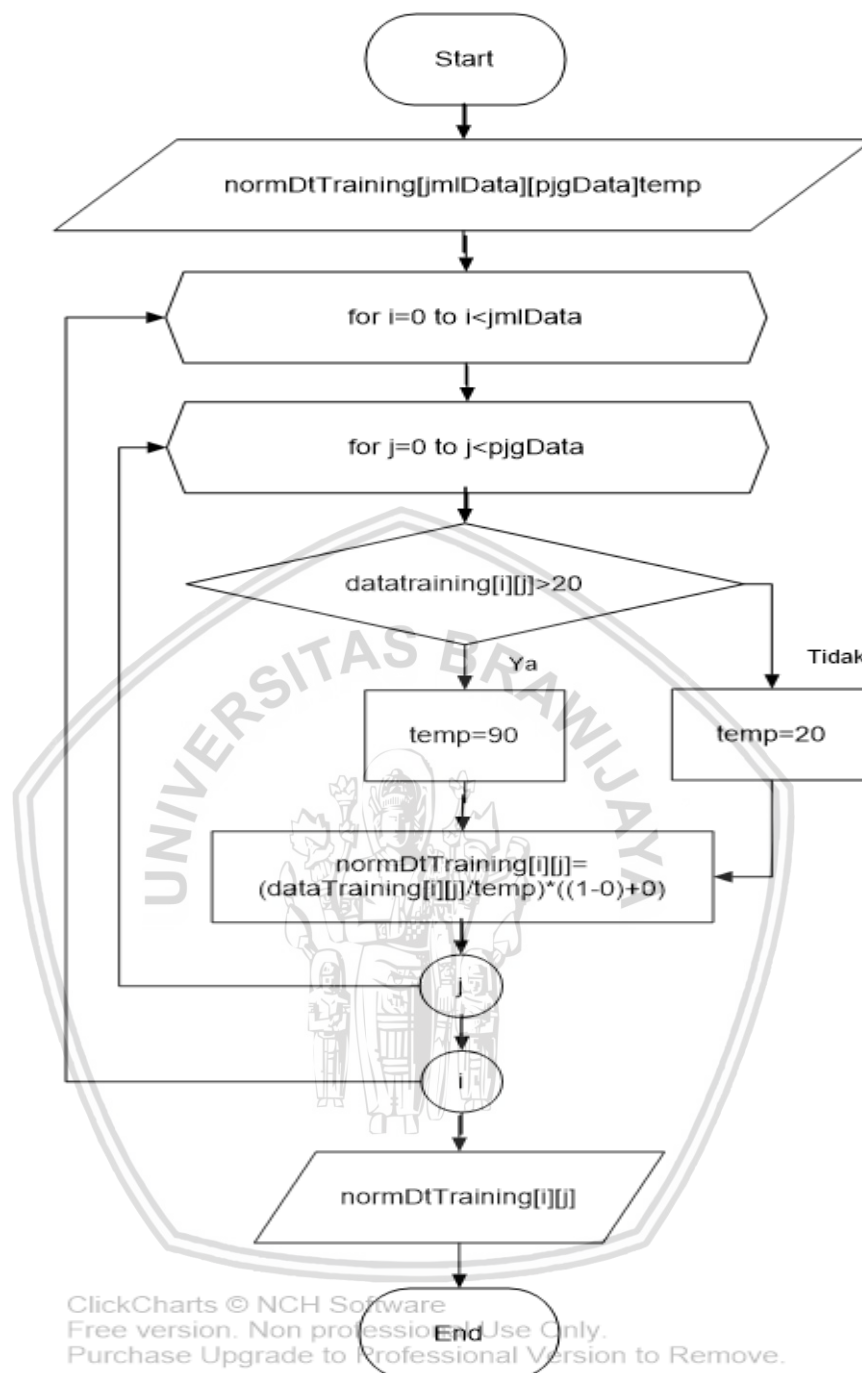 Start
normDtTraining[jmlData][pjgData]temp
for i=0 to i<jmlData
for j=0 to j<pjgData
datatraining[i][j]>20
Ya
Tidak
temp=90
temp=20
normDtTraining[i][j]=
(dataTraining[i][j]/temp)*((1-0)+0)
j
i
normDtTraining[i][j]
End
UNIVERSITAS BRAWIJAYA
ClickCharts © NCH Software
Free version. Non professional Use Only.
Purchase Upgrade to Professional Version to Remove.